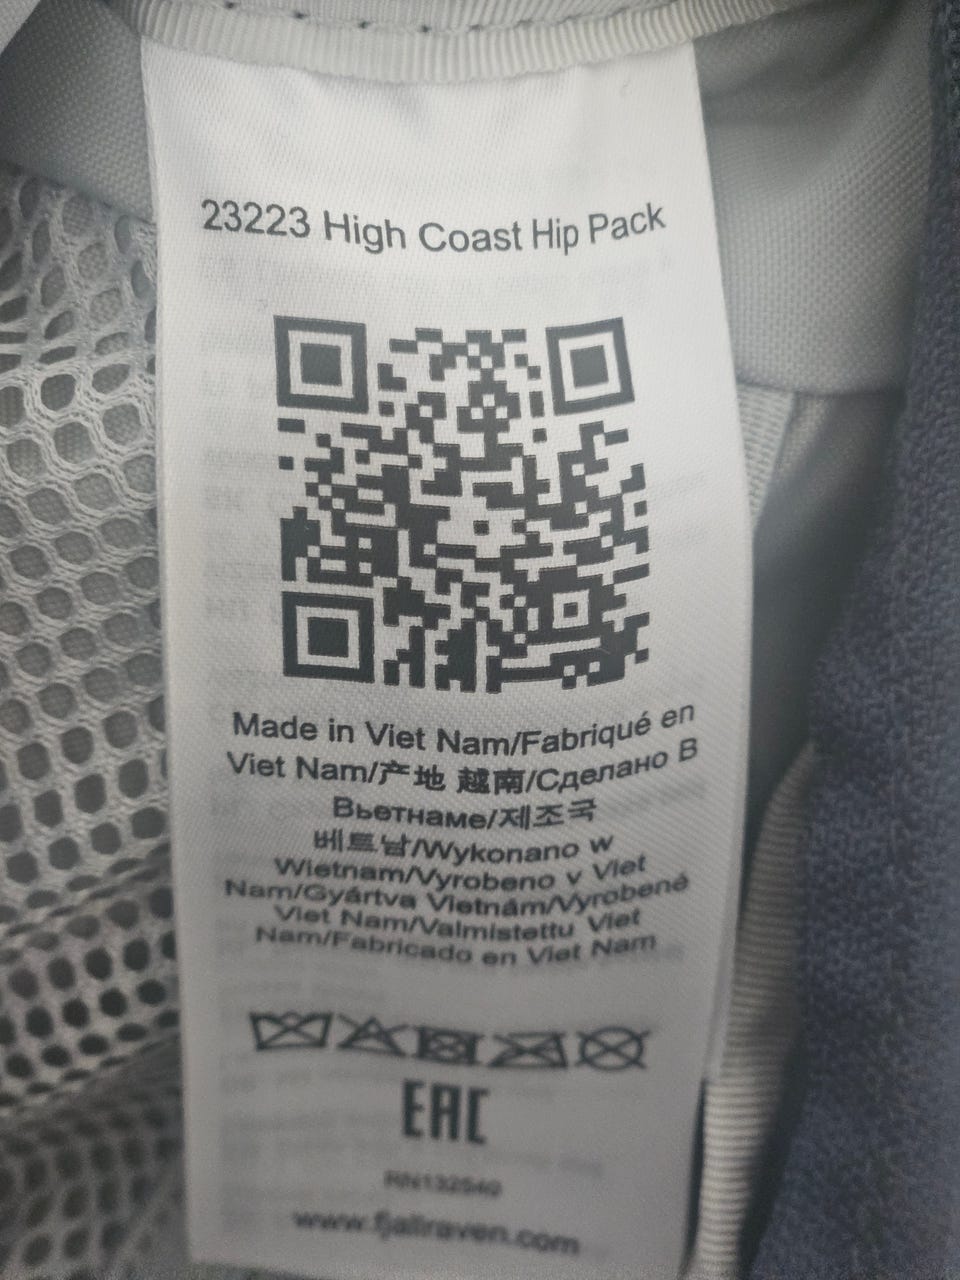 23223 High Coast Hip Pack
Made in Viet Nam/Fabriqué en
Viet Nam/产地 越南/Сделано В
Вьетнаме/제조국
베트남/Wykonano w
Wietnam/Vyrobeno v Viet
Nam/Gyártva Vietnám/Vyrobené
Viet Nam/Valmistettu Viet
Nam/Fabricado en Viet Nam
EAC
RN132540
www.fjallraven.com